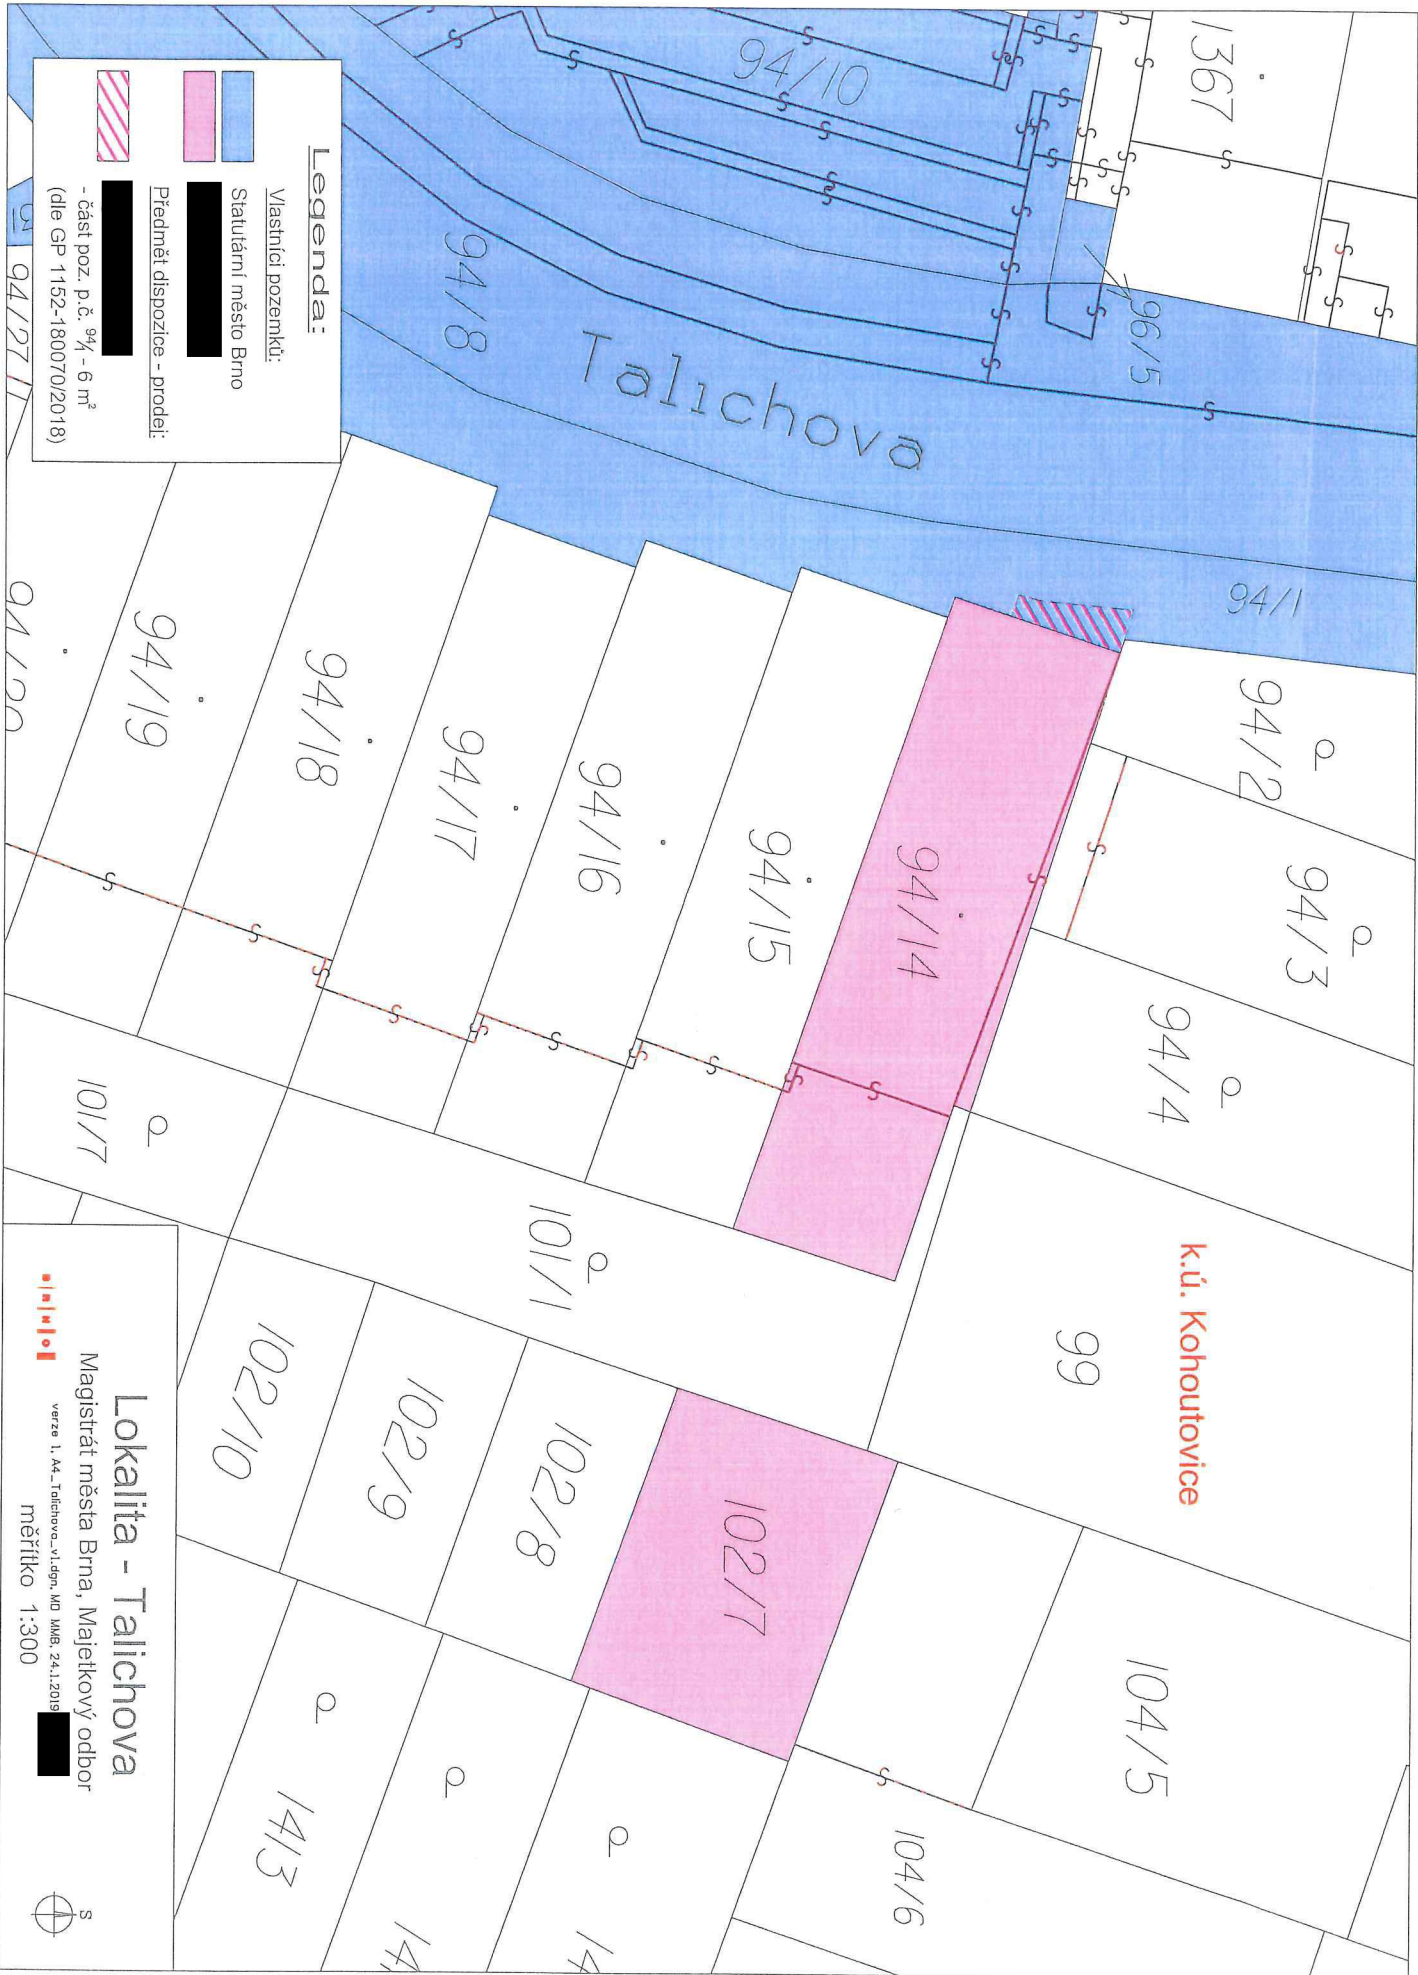 Legenda:
Vlastníci pozemků:
Statutární město Brno
Předmět dispozice - prodej:
- část poz. p.č. 94/1 - 6 m²
(dle GP 1152-180070/2018)
1367
94/10
96/5
94/8
Talichova
94/1
94/27
94/2
94/3
94/4
94/14
94/15
94/16
94/17
94/18
94/19
94/20
99
k.ú. Kohoutovice
101/1
101/7
102/7
102/8
102/9
102/10
104/5
104/6
1413
Lokalita - Talichova
Magistrát města Brna, Majetkový odbor
verze 1. A4_Talichova_v1.dgn, MO MMB, 24.1.2019
měřítko 1:300
B R N O
S